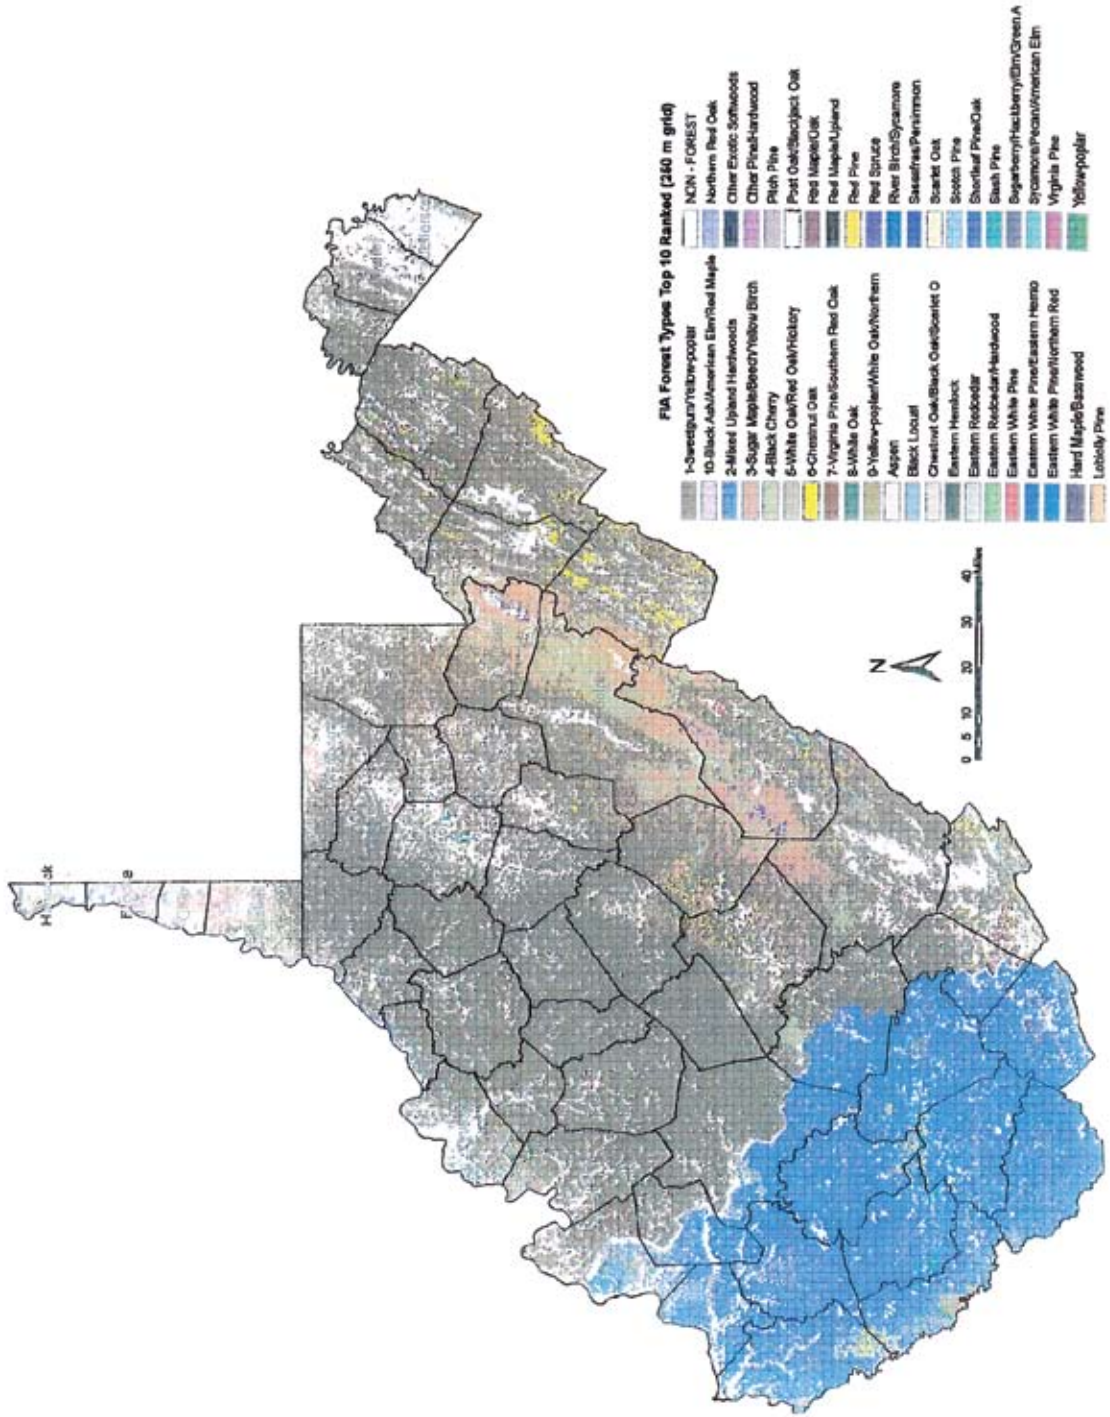 FIA Forest Types Top 10 Ranked (250 m grid)
1-Sweetgum/Yellow-poplar
10-Black Ash/American Elm/Red Maple
2-Mixed Upland Hardwoods
3-Sugar Maple/Beech/Yellow Birch
4-Black Cherry
5-White Oak/Red Oak/Hickory
6-Chestnut Oak
7-Virginia Pine/Southern Red Oak
8-White Oak
9-Yellow-poplar/White Oak/Northern
Aspen
Black Locust
Chestnut Oak/Black Oak/Scarlet O
Eastern Hemlock
Eastern Redcedar
Eastern Redcedar/Hardwood
Eastern White Pine
Eastern White Pine/Eastern Hemlo
Eastern White Pine/Northern Red
Hard Maple/Basswood
Loblolly Pine
NON - FOREST
Northern Red Oak
Other Exotic Softwoods
Other Pine/Hardwood
Pitch Pine
Post Oak/Blackjack Oak
Red Maple/Oak
Red Maple/Upland
Red Pine
Red Spruce
River Birch/Sycamore
Sassafras/Persimmon
Scarlet Oak
Scotch Pine
Shortleaf Pine/Oak
Slash Pine
Sugarberry/Hackberry/Elm/Green A
Sycamore/Pecan/American Elm
Virginia Pine
Yellow-poplar
N
0 5 10 20 30 40
Miles